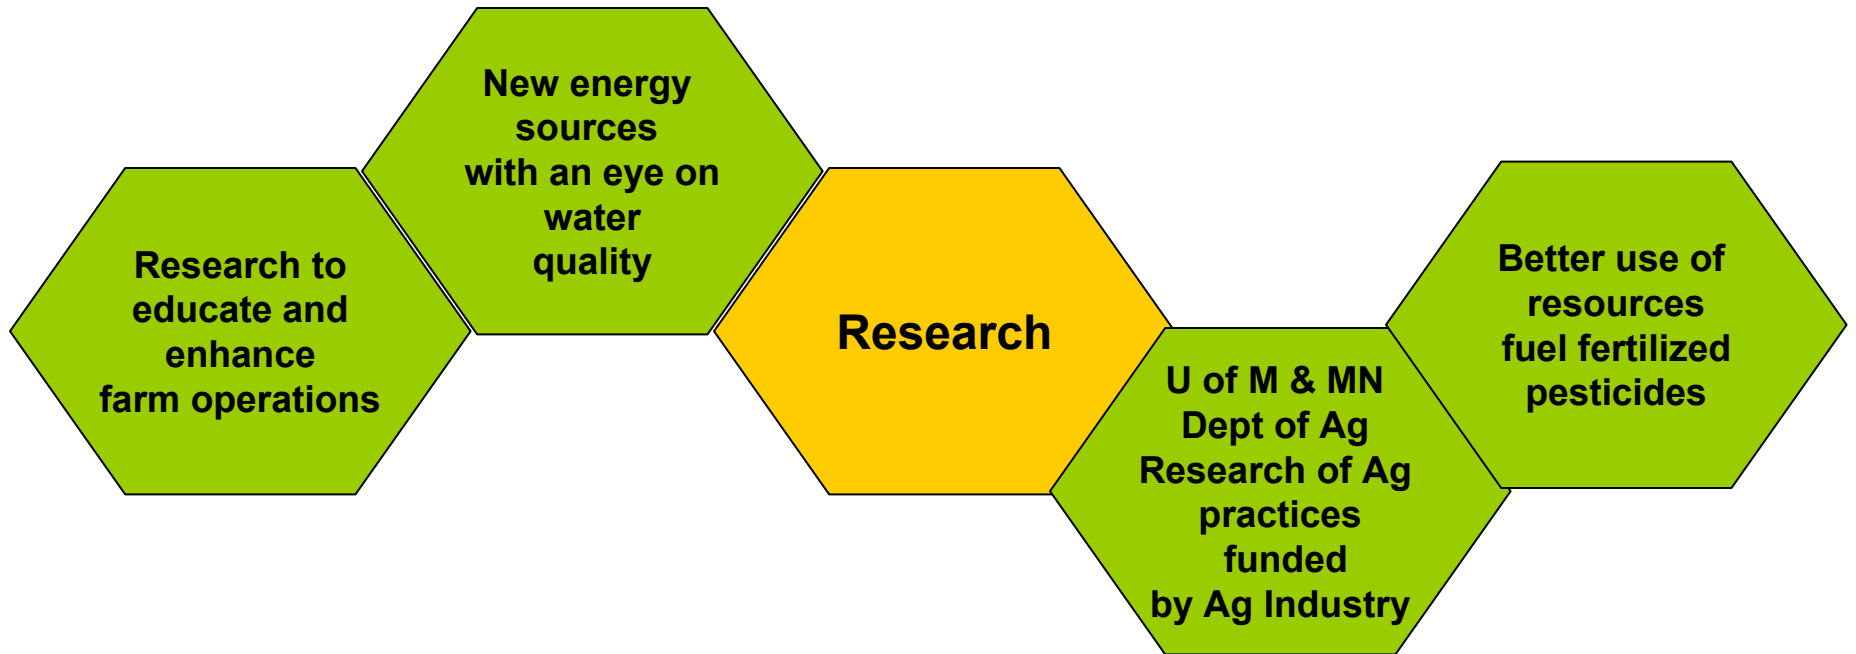 Research to
educate and
enhance
farm operations
New energy
sources
with an eye on
water
quality
Research
U of M & MN
Dept of Ag
Research of Ag
practices
funded
by Ag Industry
Better use of
resources
fuel fertilized
pesticides